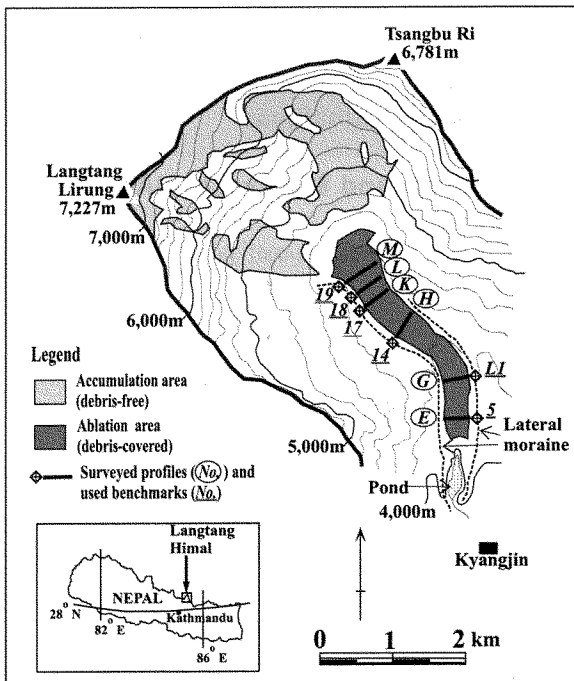 Tsangbu Ri
6,781m
Langtang
Lirung
7,227m
7,000m
M
L
K
H
19
18
17
14
6,000m
L1
G
5
E
Legend
Accumulation area
(debris-free)
Ablation area
(debris-covered)
Surveyed profiles (No.) and
used benchmarks (No.)
5,000m
Lateral
moraine
Pond
4,000m
Kyangjin
Langtang
Himal
NEPAL
Kathmandu
28° N
82° E
86° E
0 1 2 km